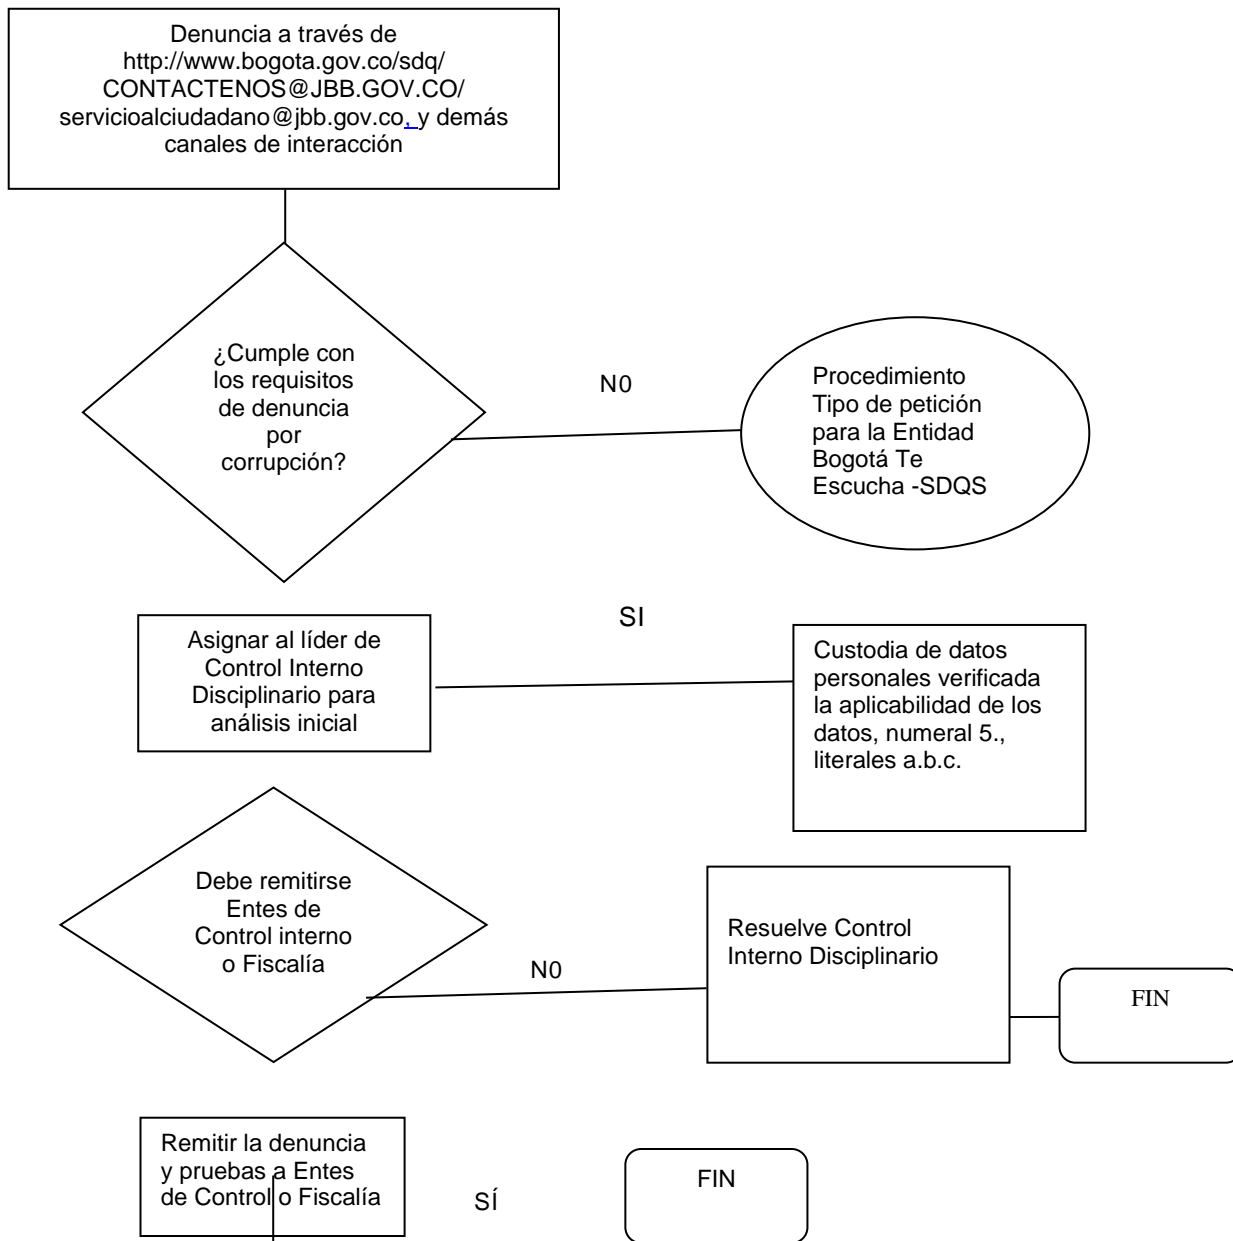 Denuncia a través de
http://www.bogota.gov.co/sdq/
CONTACTENOS@JBB.GOV.CO/
servicioalciudadano@jbb.gov.co, y demás
canales de interacción
¿Cumple con
los requisitos
de denuncia
por
corrupción?
N0
Procedimiento
Tipo de petición
para la Entidad
Bogotá Te
Escucha -SDQS
SI
Asignar al líder de
Control Interno
Disciplinario para
análisis inicial
Custodia de datos
personales verificada
la aplicabilidad de los
datos, numeral 5.,
literales a.b.c.
Debe remitirse
Entes de
Control interno
o Fiscalía
N0
Resuelve Control
Interno Disciplinario
FIN
Remitir la denuncia
y pruebas a Entes
de Control o Fiscalía
SÍ
FIN